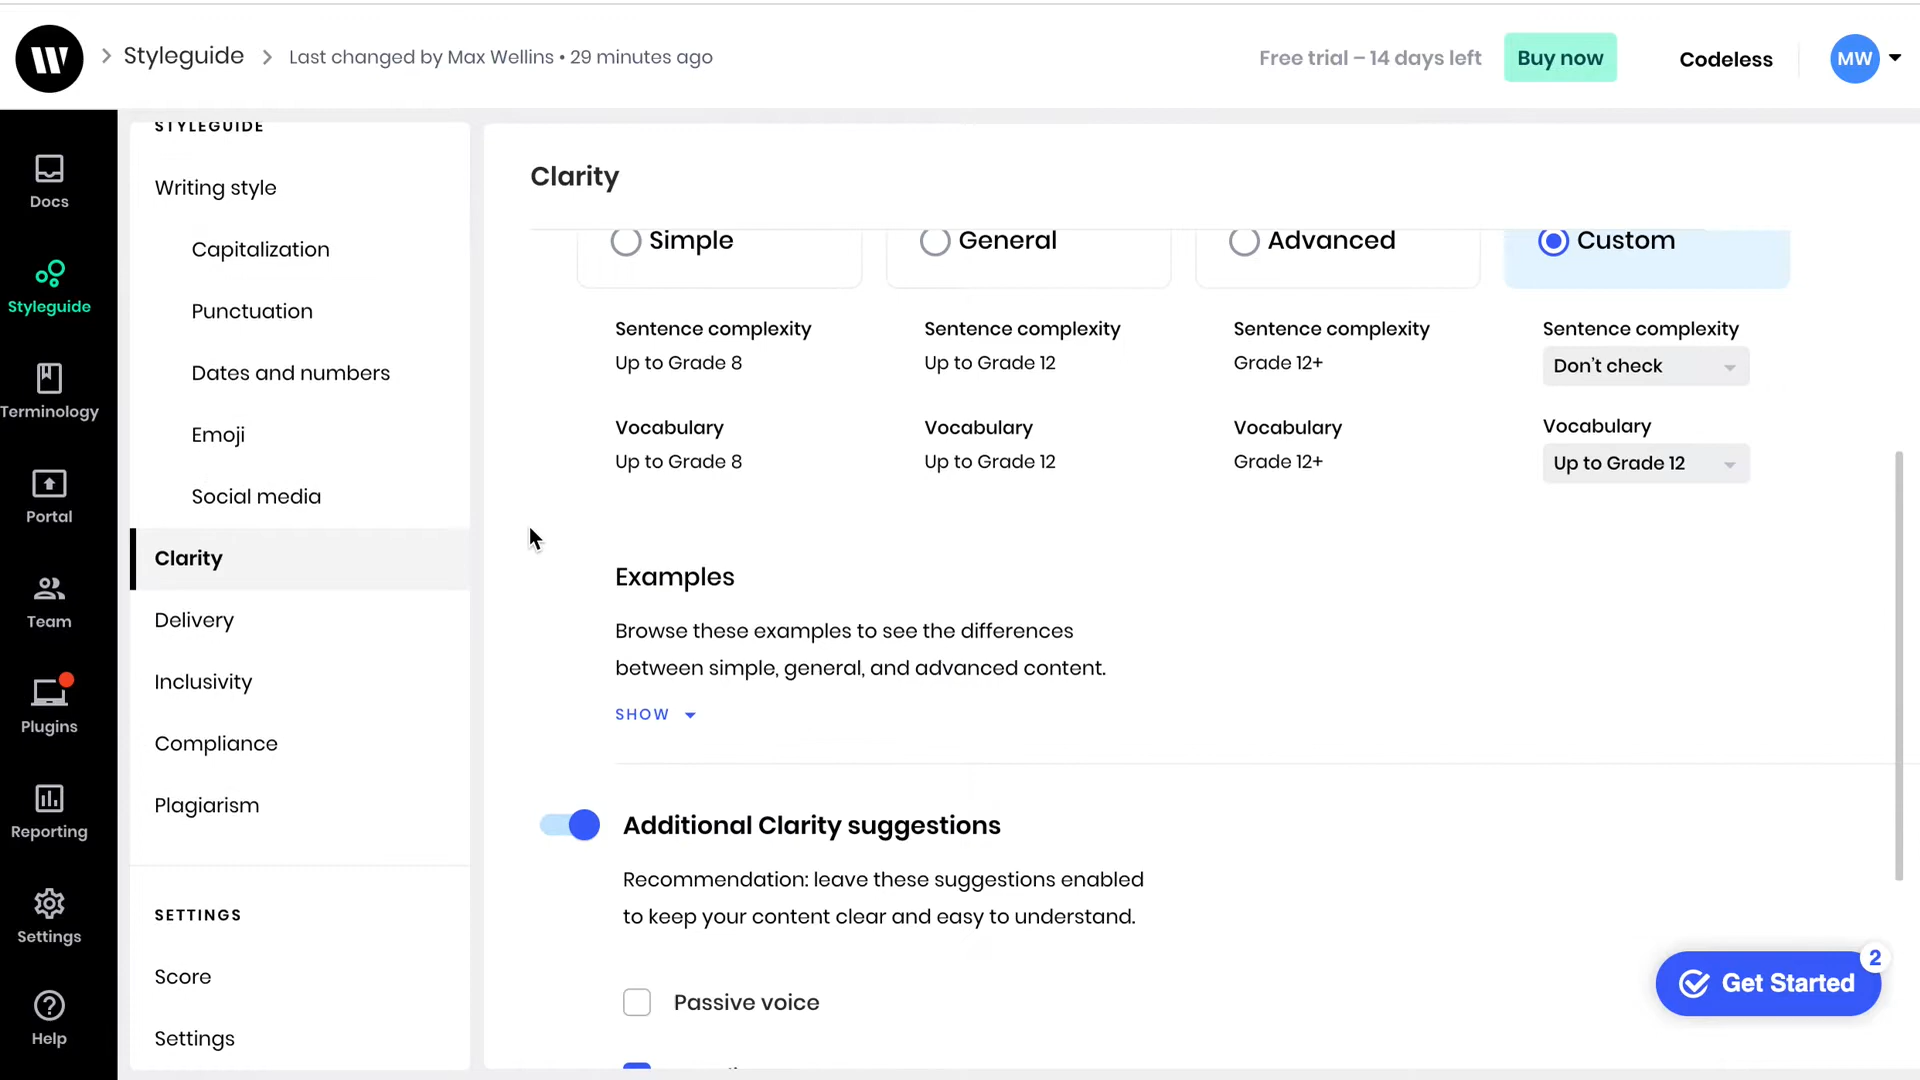 Styleguide
Last changed by Max Wellins • 29 minutes ago
Free trial – 14 days left
Buy now
Codeless
MW
Docs
Styleguide
Terminology
Portal
Team
Plugins
Reporting
Settings
Help
STYLEGUIDE
Writing style
Capitalization
Punctuation
Dates and numbers
Emoji
Social media
Clarity
Delivery
Inclusivity
Compliance
Plagiarism
SETTINGS
Score
Settings
Clarity
Simple
General
Advanced
Custom
Sentence complexity
Up to Grade 8
Sentence complexity
Up to Grade 12
Sentence complexity
Grade 12+
Sentence complexity
Don't check
Vocabulary
Up to Grade 8
Vocabulary
Up to Grade 12
Vocabulary
Grade 12+
Vocabulary
Up to Grade 12
Examples
Browse these examples to see the differences
between simple, general, and advanced content.
SHOW
Additional Clarity suggestions
Recommendation: leave these suggestions enabled
to keep your content clear and easy to understand.
Passive voice
2
Get Started